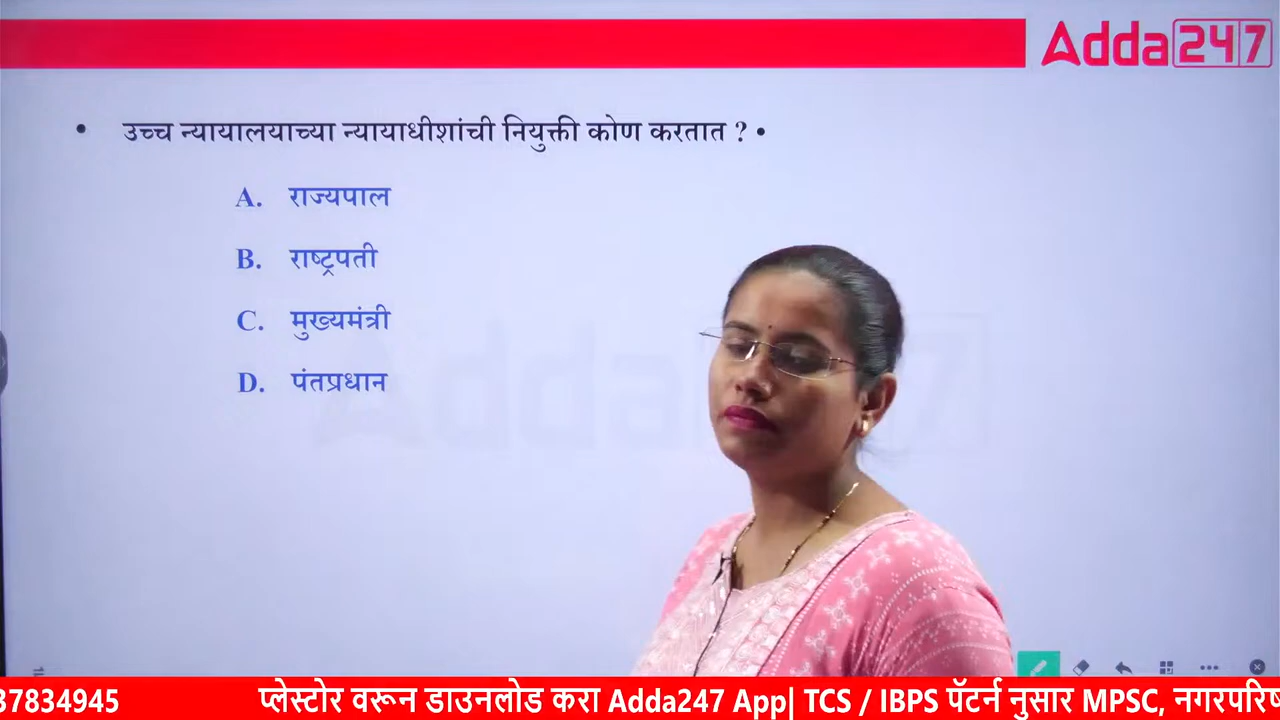 Adda247
• उच्च न्यायालयाच्या न्यायाधीशांची नियुक्ती कोण करतात ? •
A. राज्यपाल
B. राष्ट्रपती
C. मुख्यमंत्री
D. पंतप्रधान
Adda247
37834945 प्लेस्टोर वरून डाउनलोड करा Adda247 App| TCS / IBPS पॅटर्न नुसार MPSC, नगरपरिष